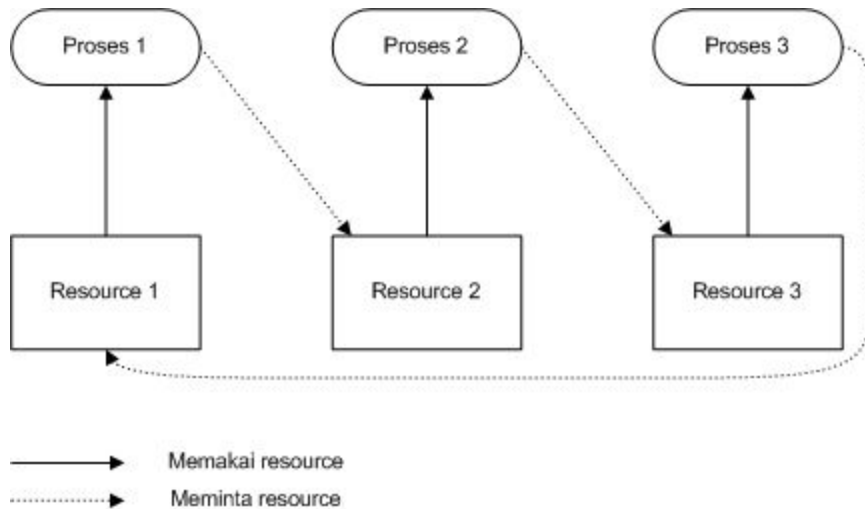 Proses 1
Proses 2
Proses 3
Resource 1
Resource 2
Resource 3
Memakai resource
Meminta resource